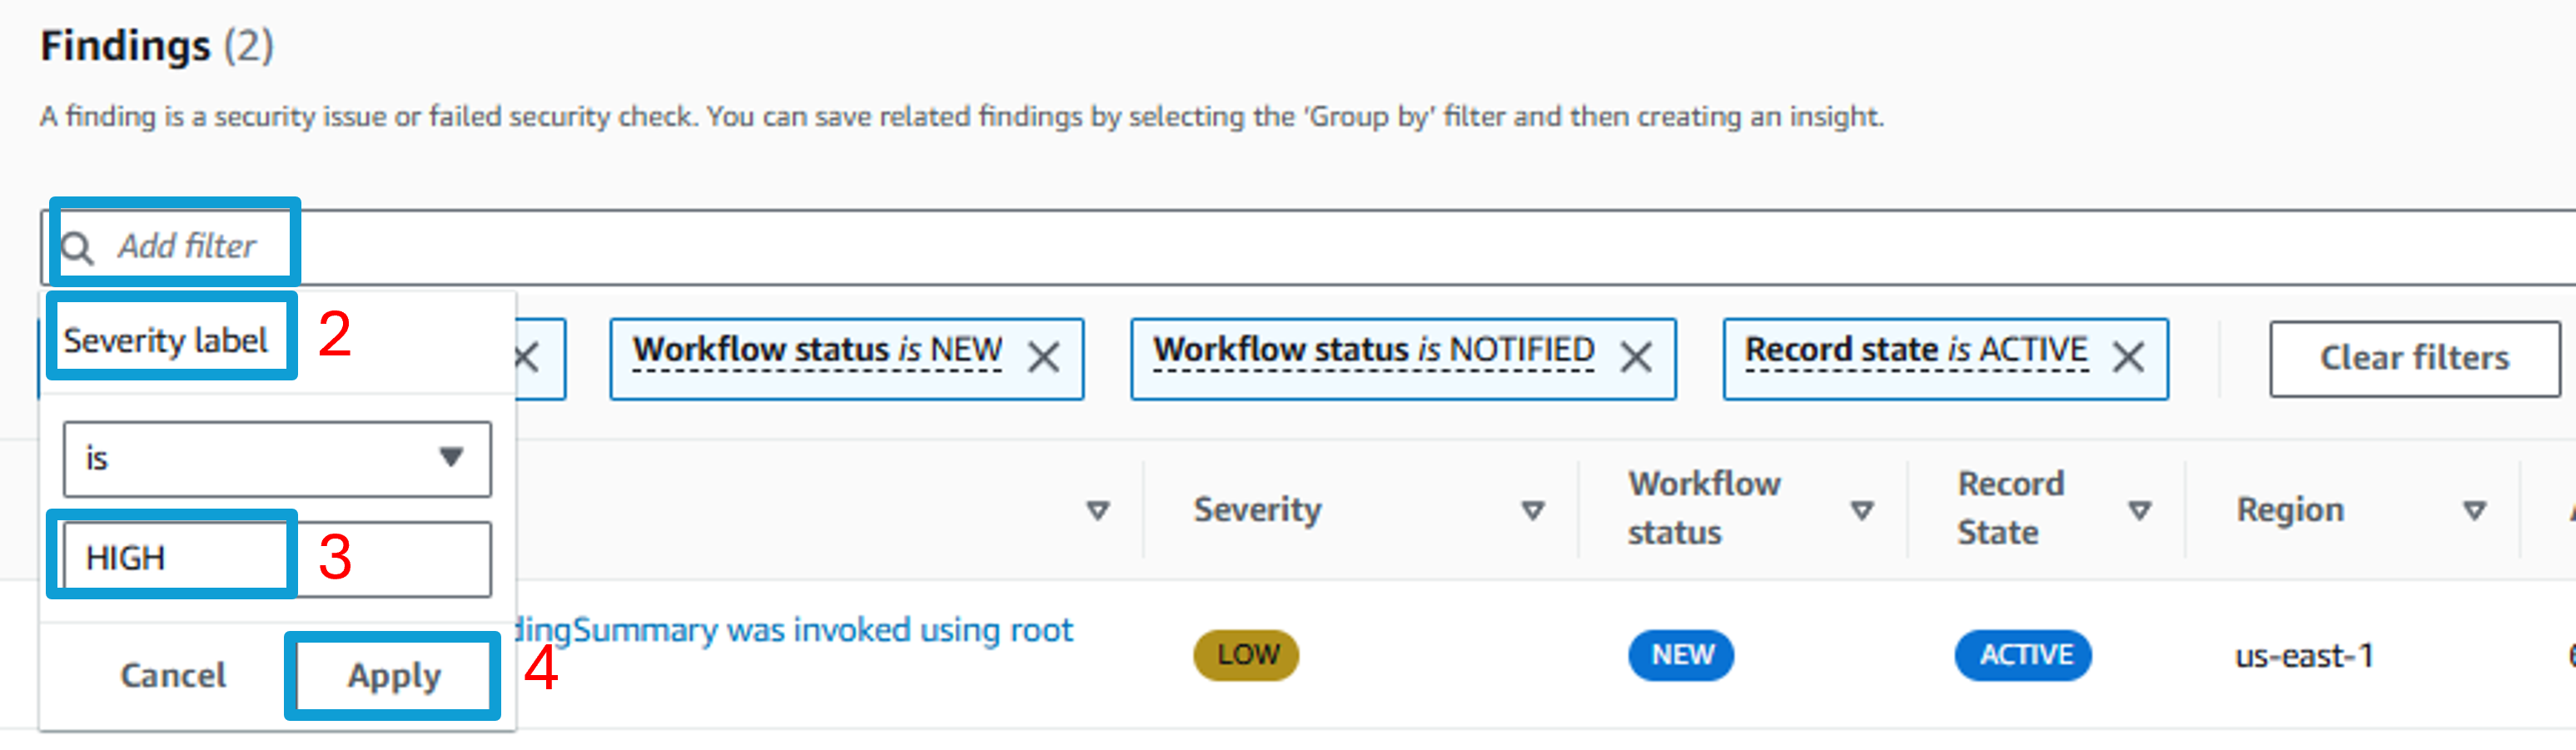 Findings (2)
A finding is a security issue or failed security check. You can save related findings by selecting the 'Group by' filter and then creating an insight.
Add filter
Severity label 2
Workflow status is NEW
Workflow status is NOTIFIED
Record state is ACTIVE
Clear filters
is
HIGH 3
Cancel Apply 4
Severity
Workflow
status
Record
State
Region
dingSummary was invoked using root
LOW
NEW
ACTIVE
us-east-1